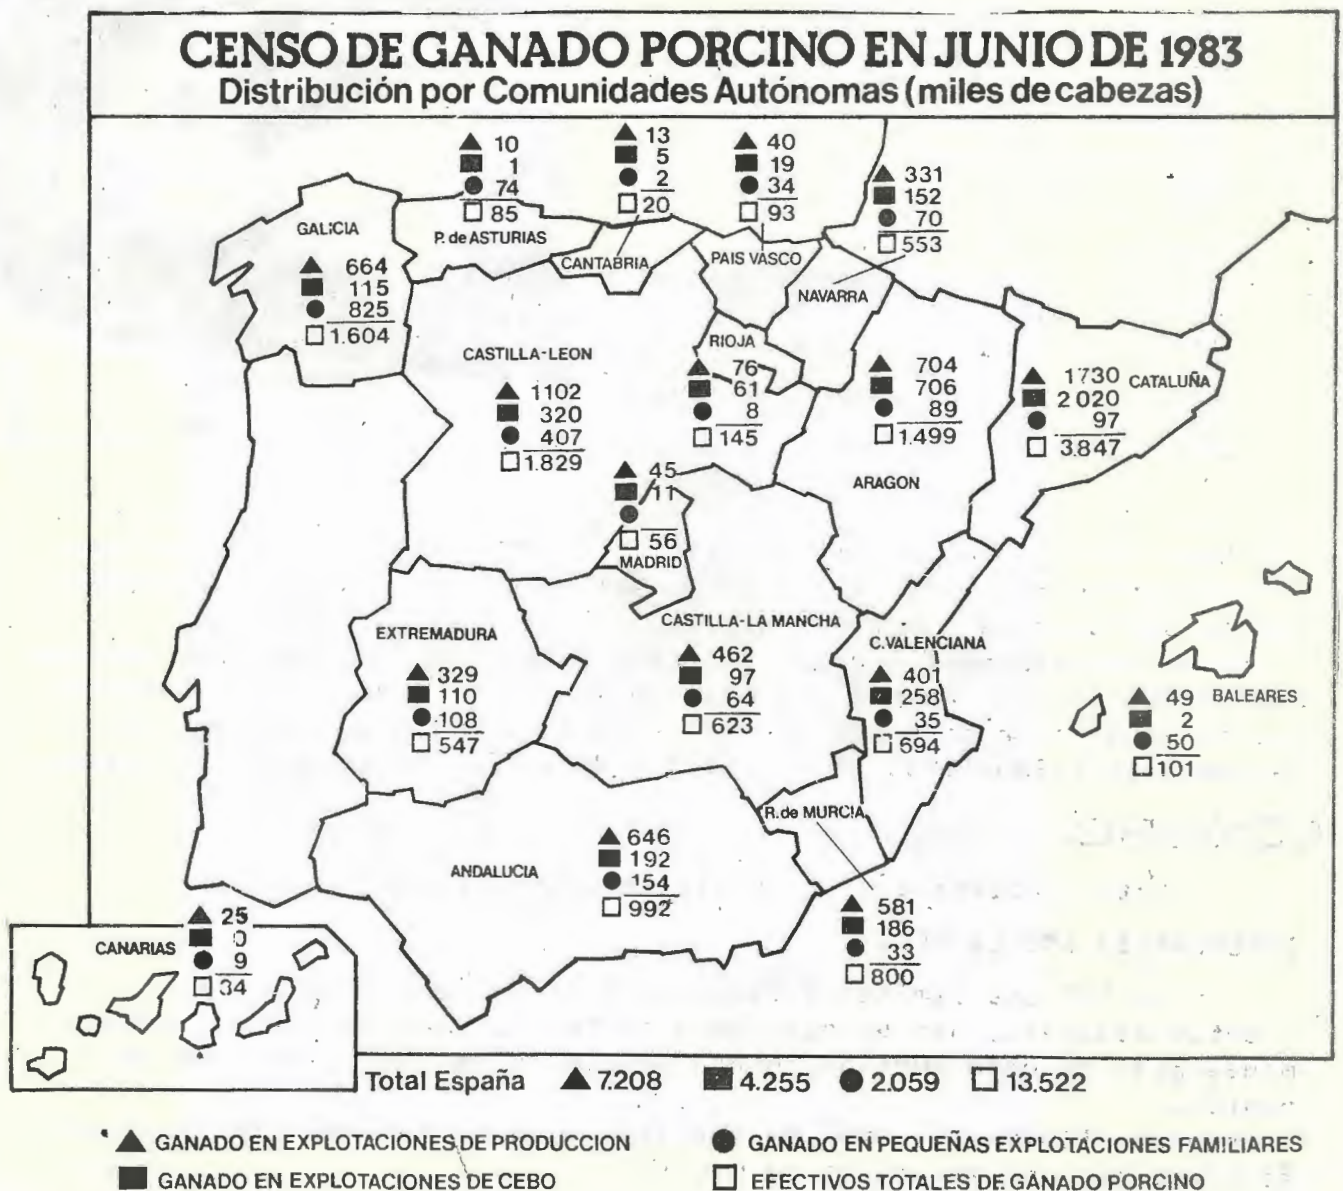 CENSO DE GANADO PORCINO EN JUNIO DE 1983
Distribución por Comunidades Autónomas (miles de cabezas)
▲ 10
■ 1
● 74
□ 85
P. de ASTURIAS
▲ 13
■ 5
● 2
□ 20
CANTABRIA
▲ 40
■ 19
● 34
□ 93
PAIS VASCO
▲ 331
■ 152
● 70
□ 553
NAVARRA
GALICIA
▲ 664
■ 115
● 825
□ 1.604
CASTILLA-LEON
▲ 1102
■ 320
● 407
□ 1.829
RIOJA
▲ 76
■ 61
● 8
□ 145
▲ 704
■ 706
● 89
□ 1.499
ARAGON
CATALUÑA
▲ 1730
■ 2 020
● 97
□ 3.847
▲ 45
■ 11
●
□ 56
MADRID
EXTREMADURA
▲ 329
■ 110
● 108
□ 547
CASTILLA-LA MANCHA
▲ 462
■ 97
● 64
□ 623
C. VALENCIANA
▲ 401
■ 258
● 35
□ 694
BALEARES
▲ 49
■ 2
● 50
□ 101
R. de MURCIA
▲ 581
■ 186
● 33
□ 800
ANDALUCIA
▲ 646
■ 192
● 154
□ 992
CANARIAS
▲ 25
■ 0
● 9
□ 34
Total España ▲ 7.208 ■ 4.255 ● 2.059 □ 13.522
▲ GANADO EN EXPLOTACIONES DE PRODUCCION ● GANADO EN PEQUEÑAS EXPLOTACIONES FAMILIARES
■ GANADO EN EXPLOTACIONES DE CEBO □ EFECTIVOS TOTALES DE GANADO PORCINO